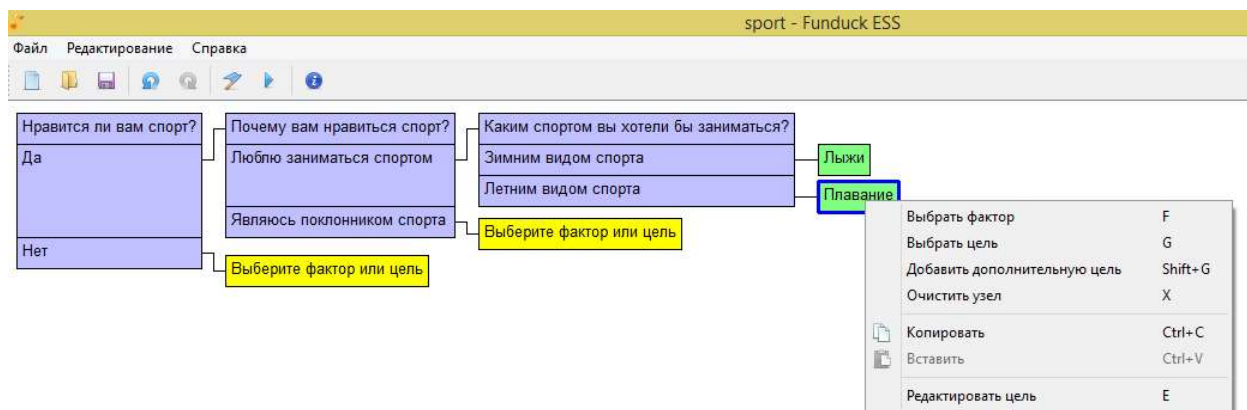 sport - Funduck ESS
Файл Редактирование Справка
Нравится ли вам спорт? Почему вам нравиться спорт? Каким спортом вы хотели бы заниматься?
Да Люблю заниматься спортом Зимним видом спорта Лыжи
Летним видом спорта Плавание
Являюсь поклонником спорта Выберите фактор или цель
Нет Выберите фактор или цель
Выбрать фактор F
Выбрать цель G
Добавить дополнительную цель Shift+G
Очистить узел X
Копировать Ctrl+C
Вставить Ctrl+V
Редактировать цель E